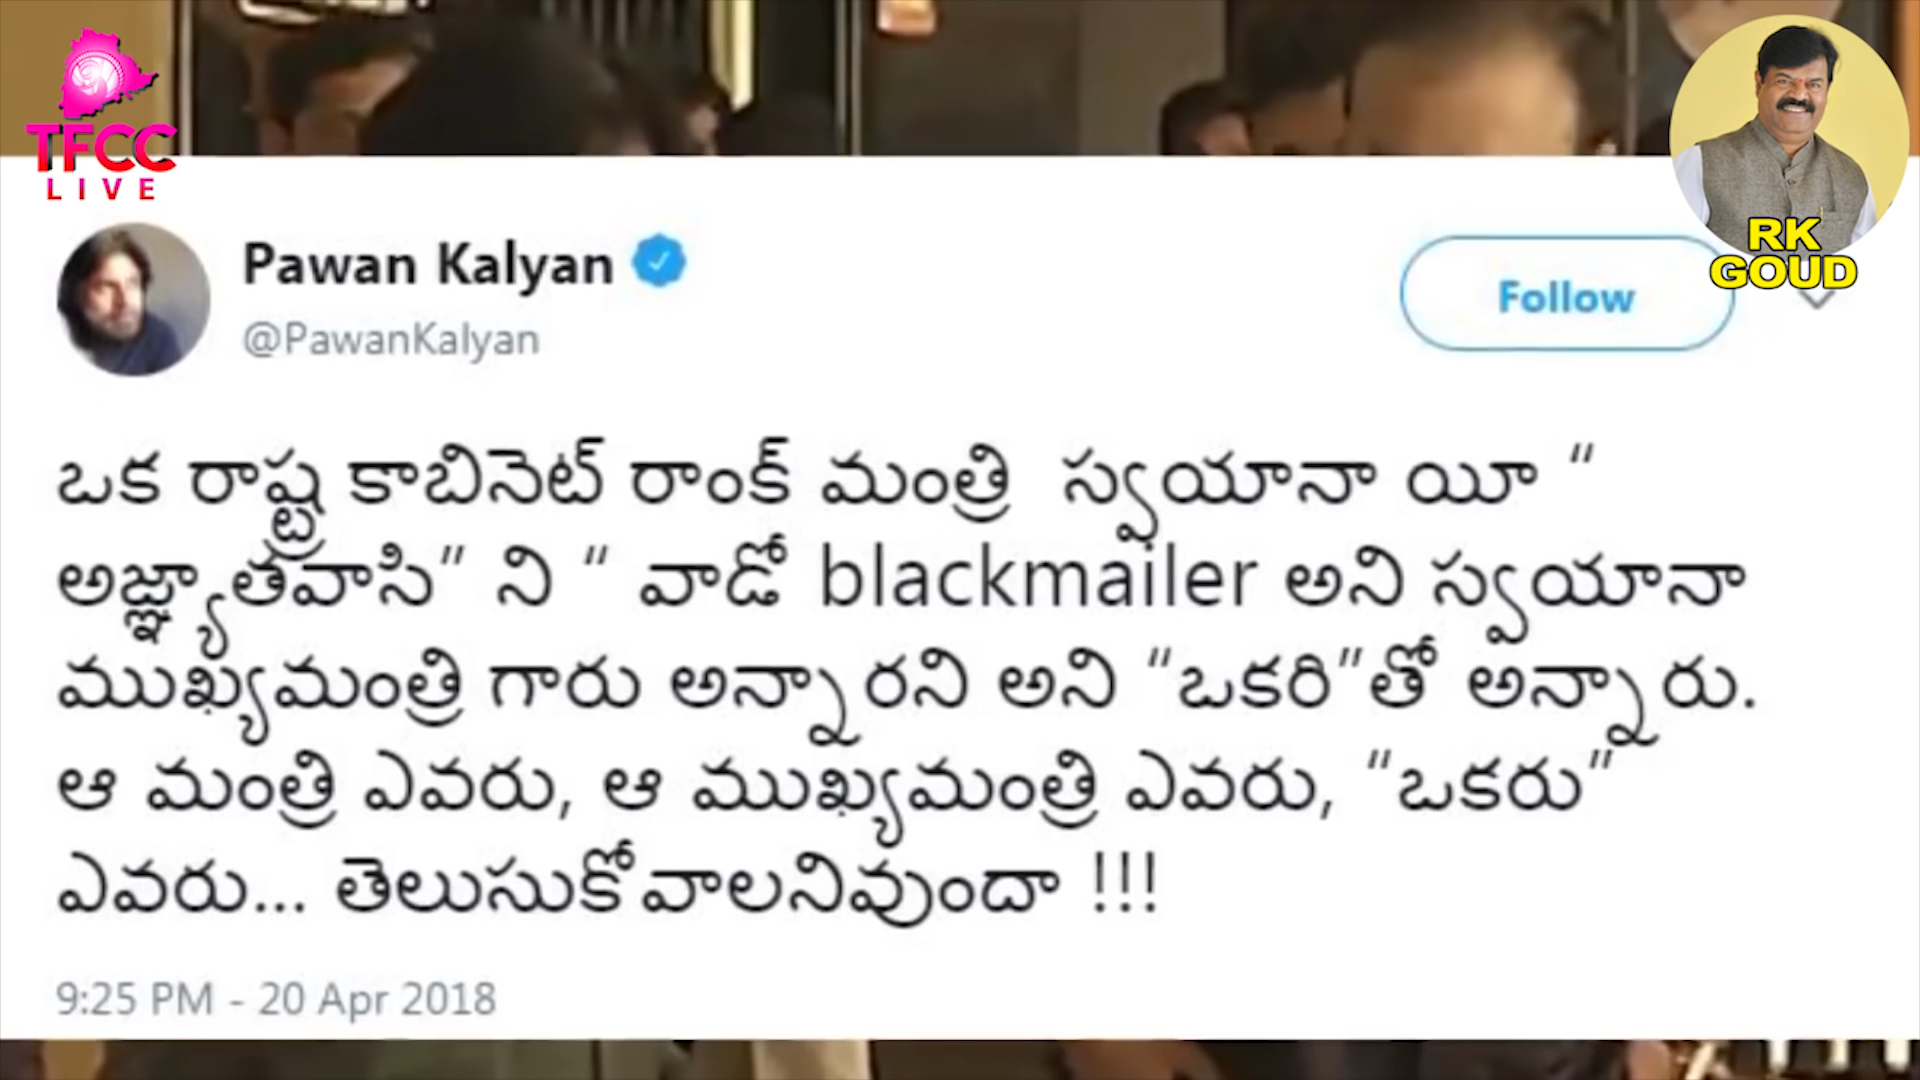 TFCC
LIVE
RK
GOUD
Pawan Kalyan
@PawanKalyan
Follow
ఒక రాష్ట్ర కాబినెట్ రాంక్ మంత్రి స్వయానా యీ “
అజ్ఞ్యాతవాసి” ని “ వాడో blackmailer అని స్వయానా
ముఖ్యమంత్రి గారు అన్నారని అని “ఒకరి”తో అన్నారు.
ఆ మంత్రి ఎవరు, ఆ ముఖ్యమంత్రి ఎవరు, “ఒకరు”
ఎవరు... తెలుసుకోవాలనివుందా !!!
9:25 PM - 20 Apr 2018